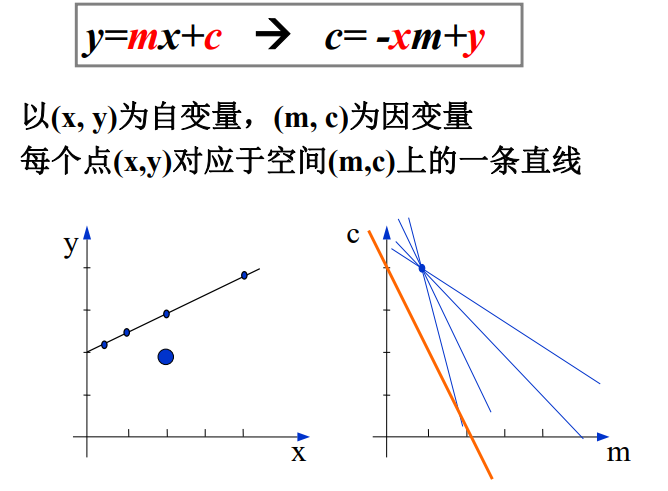 y=mx+c → c= -xm+y
以(x, y)为自变量，(m, c)为因变量
每个点(x,y)对应于空间(m,c)上的一条直线
y
x
c
m